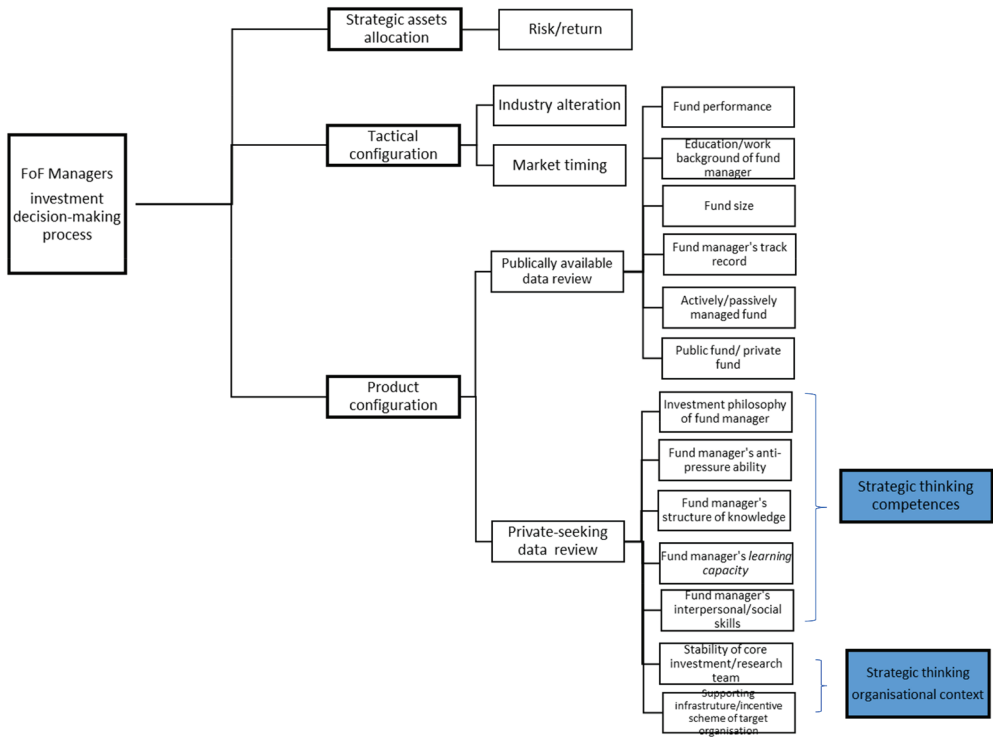 Strategic assets
allocation
Risk/return
Industry alteration
Tactical
configuration
Market timing
FoF Managers
investment
decision-making
process
Fund performance
Education/work
background of fund
manager
Fund size
Publically available
data review
Fund manager's track
record
Actively/passively
managed fund
Public fund/ private
fund
Product
configuration
Investment philosophy
of fund manager
Fund manager's anti-
pressure ability
Fund manager's
structure of knowledge
Private-seeking
data review
Fund manager's learning
capacity
Fund manager's
interpersonal/social
skills
Stability of core
investment/research
team
Supporting
infrastruture/incentive
scheme of target
organisation
Strategic thinking
competences
Strategic thinking
organisational context